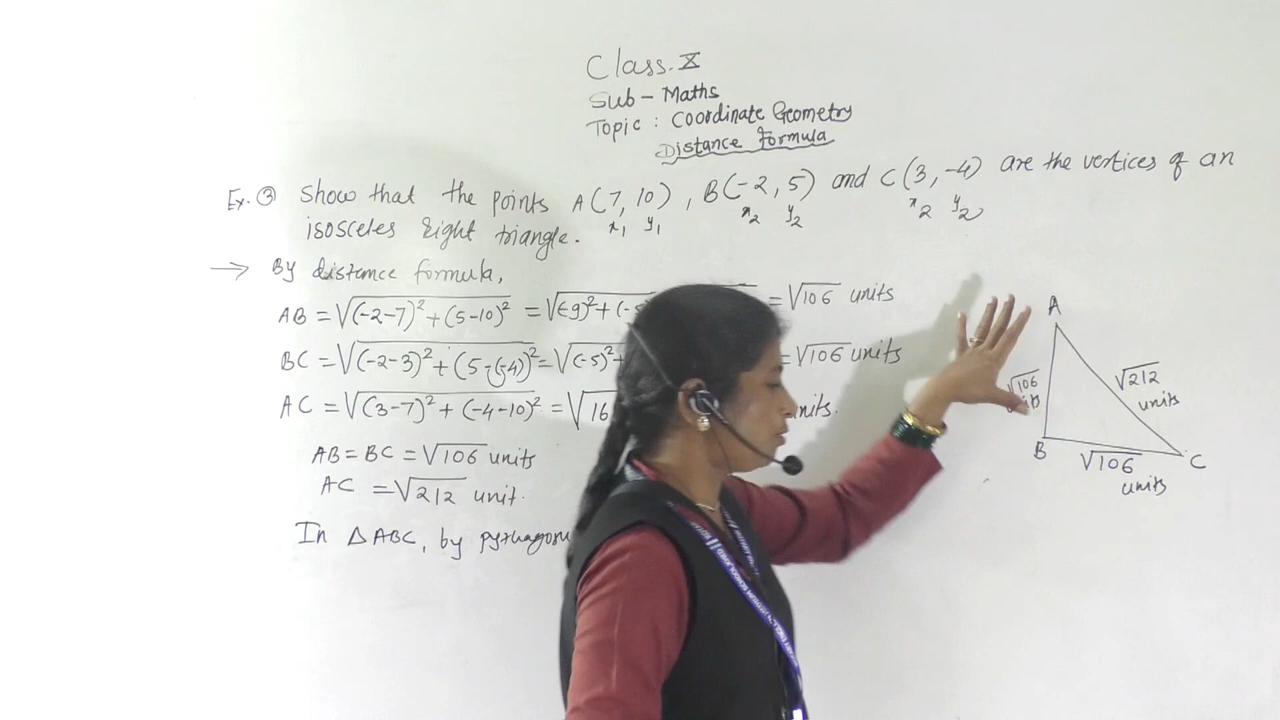 Class. X
Sub - Maths
Topic : Coordinate Geometry
Distance Formula
Ex. ③ Show that the points A(7, 10), B(-2, 5) and C(3, -4) are the vertices of an
x₁ y₁ x₂ y₂ x₂ y₂
isosceles right triangle.
→ By distance formula,
AB = √(-2-7)² + (5-10)² = √(-9)² + (-5 = √106 units
BC = √(-2-3)² + (5-(-4))² = √(-5)² + = √106 units
AC = √(3-7)² + (-4-10)² = √16 units.
AB = BC = √106 units
AC = √212 unit.
In △ABC, by
A
√106 units
√212 units
B
√106 units
C